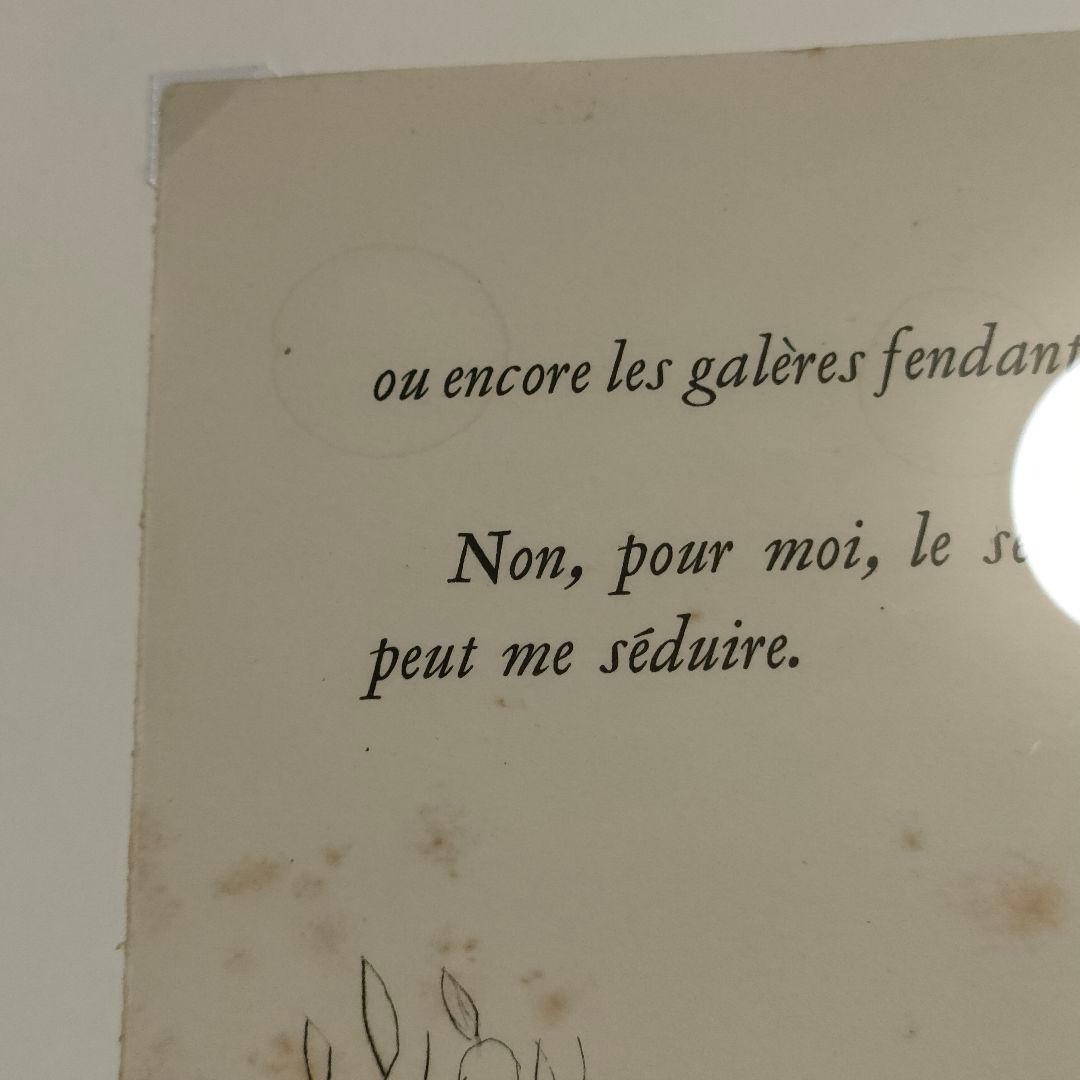 ou encore les galères fendant
Non, pour moi, le
peut me séduire.